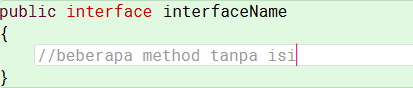 public interface interfaceName
{
//beberapa method tanpa isi
}